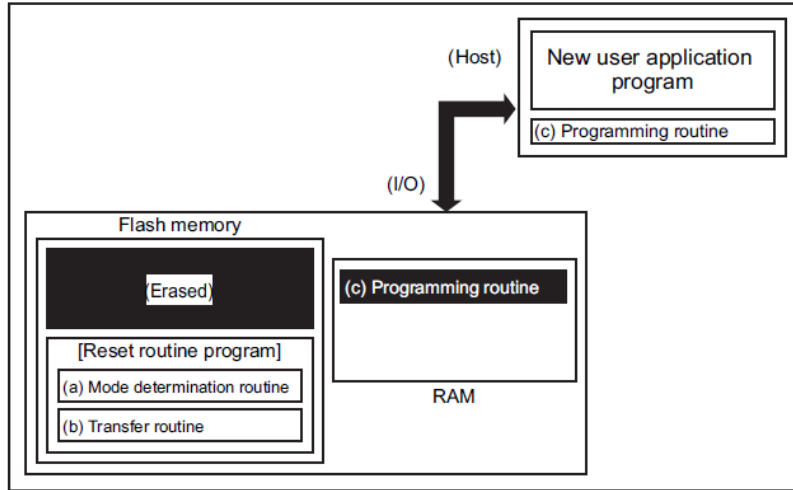 (Host)
New user application
program
(c) Programming routine
(I/O)
Flash memory
(Erased)
(c) Programming routine
[Reset routine program]
(a) Mode determination routine
(b) Transfer routine
RAM